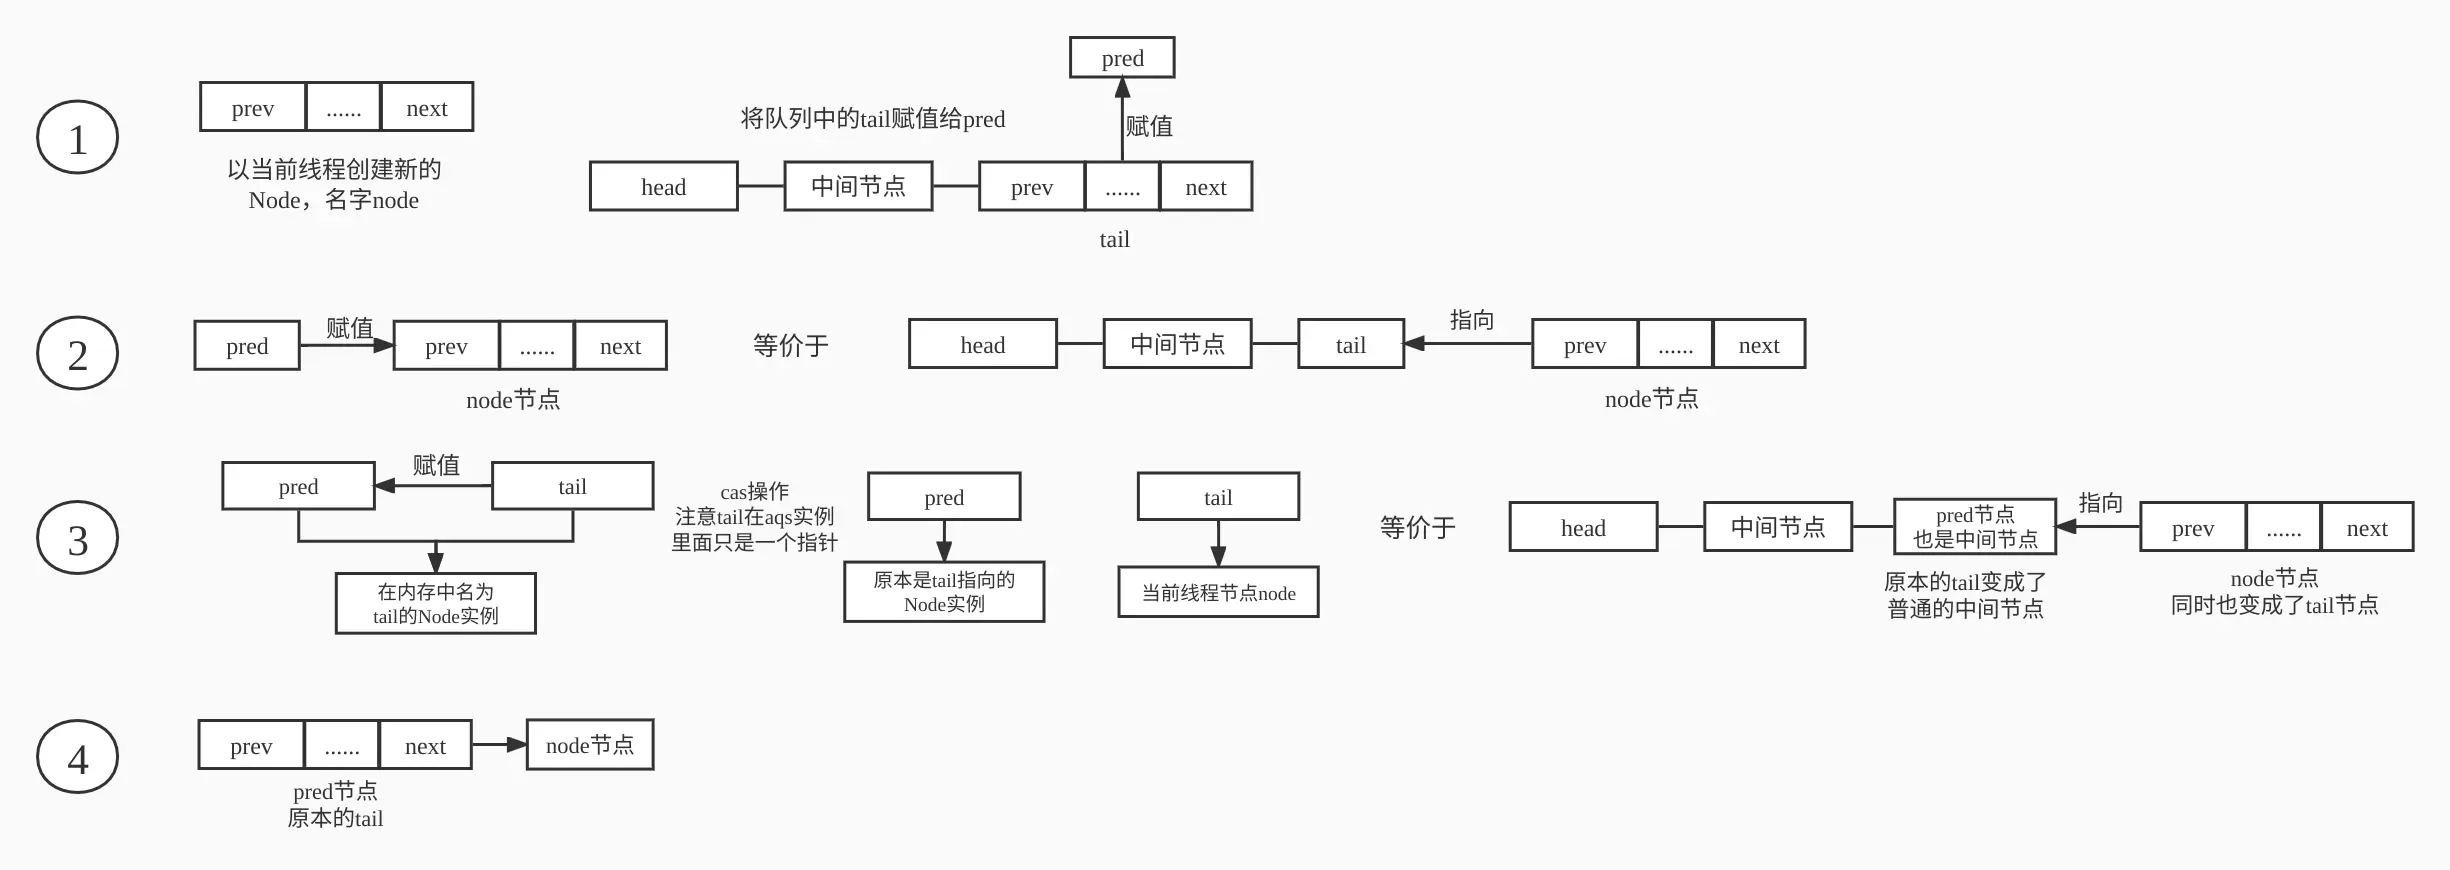 pred
prev ...... next
将队列中的tail赋值给pred
赋值
1
以当前线程创建新的
Node，名字node
head 中间节点 prev ...... next
tail
2
pred 赋值 prev ...... next
node节点
等价于
head 中间节点 tail 指向 prev ...... next
node节点
3
pred 赋值 tail
在内存中名为
tail的Node实例
cas操作
注意tail在aqs实例
里面只是一个指针
pred
原本是tail指向的
Node实例
tail
当前线程节点node
等价于
head 中间节点
pred节点
也是中间节点
原本的tail变成了
普通的中间节点
指向
prev ...... next
node节点
同时也变成了tail节点
4
prev ...... next node节点
pred节点
原本的tail